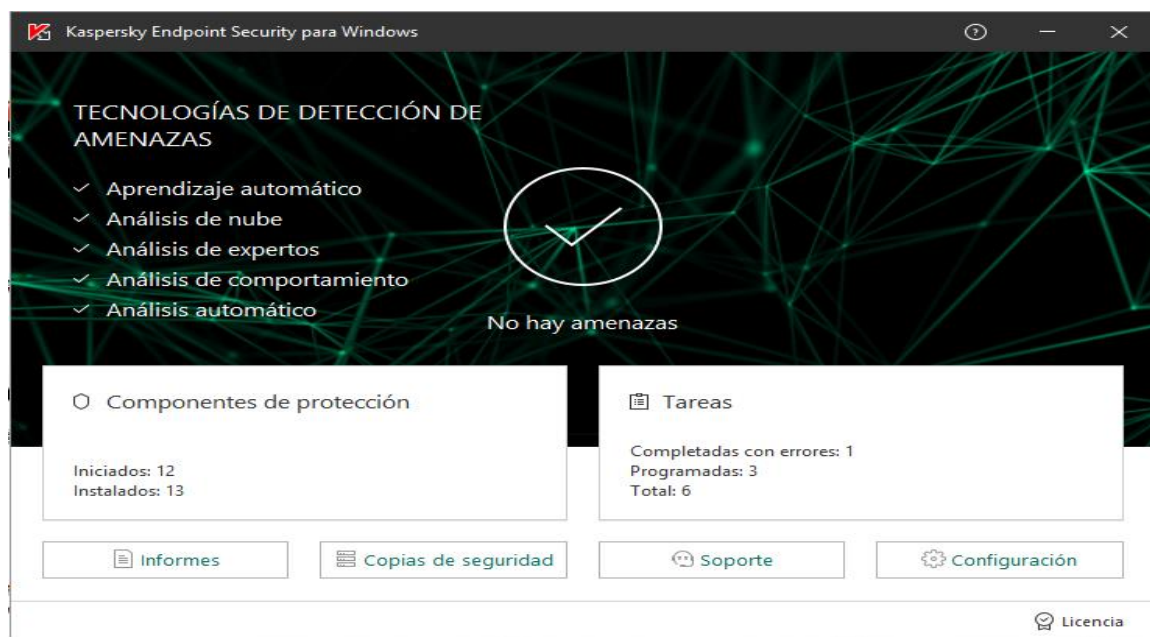 Kaspersky Endpoint Security para Windows
TECNOLOGÍAS DE DETECCIÓN DE
AMENAZAS
Aprendizaje automático
Análisis de nube
Análisis de expertos
Análisis de comportamiento
Análisis automático
No hay amenazas
Componentes de protección
Iniciados: 12
Instalados: 13
Tareas
Completadas con errores: 1
Programadas: 3
Total: 6
Informes
Copias de seguridad
Soporte
Configuración
Licencia